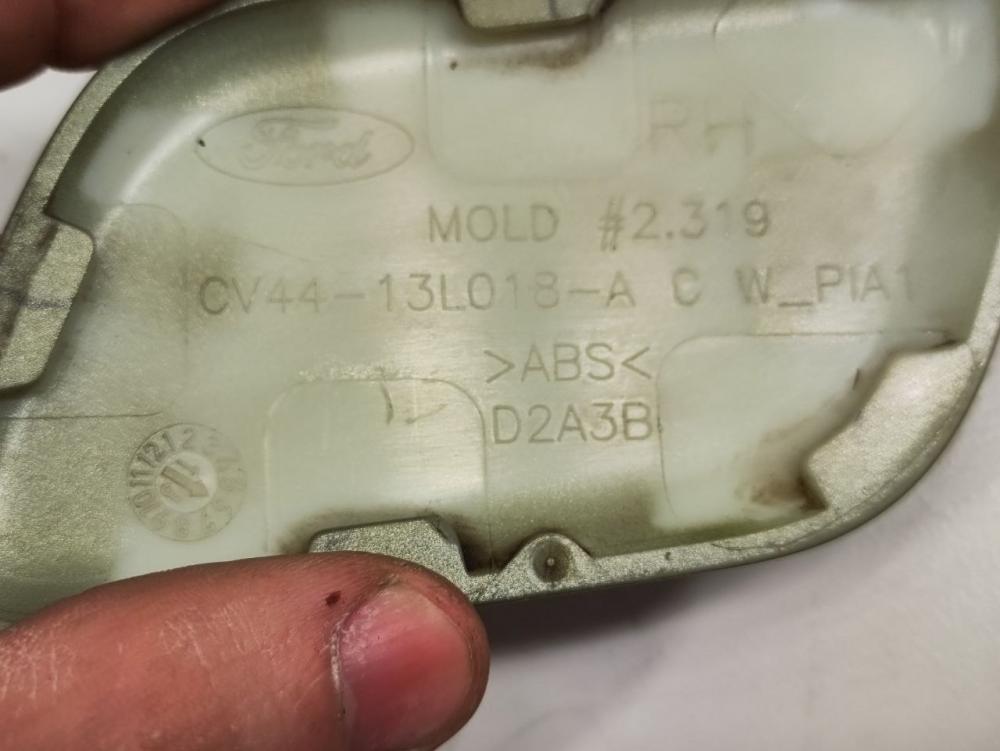 Ford
RH
MOLD #2.319
CV44-13L018-A C W_PIA1
>ABS<
D2A3B